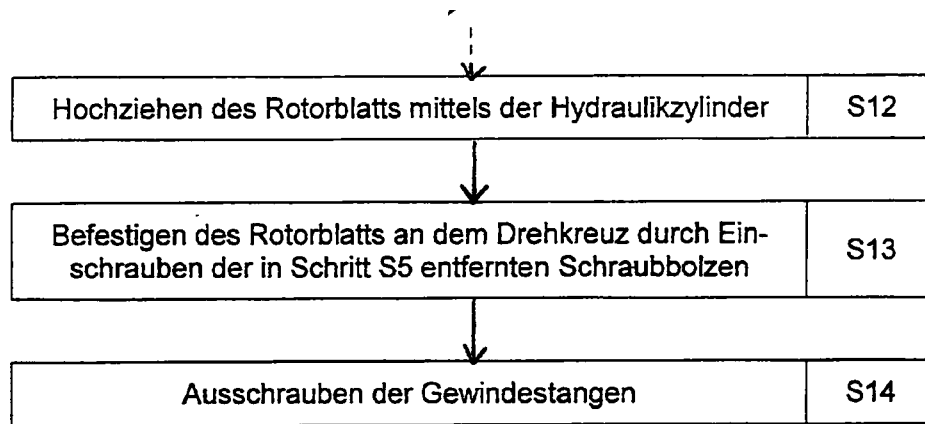 Hochziehen des Rotorblatts mittels der Hydraulikzylinder S12
Befestigen des Rotorblatts an dem Drehkreuz durch Ein-
schrauben der in Schritt S5 entfernten Schraubbolzen
S13
Ausschrauben der Gewindestangen S14